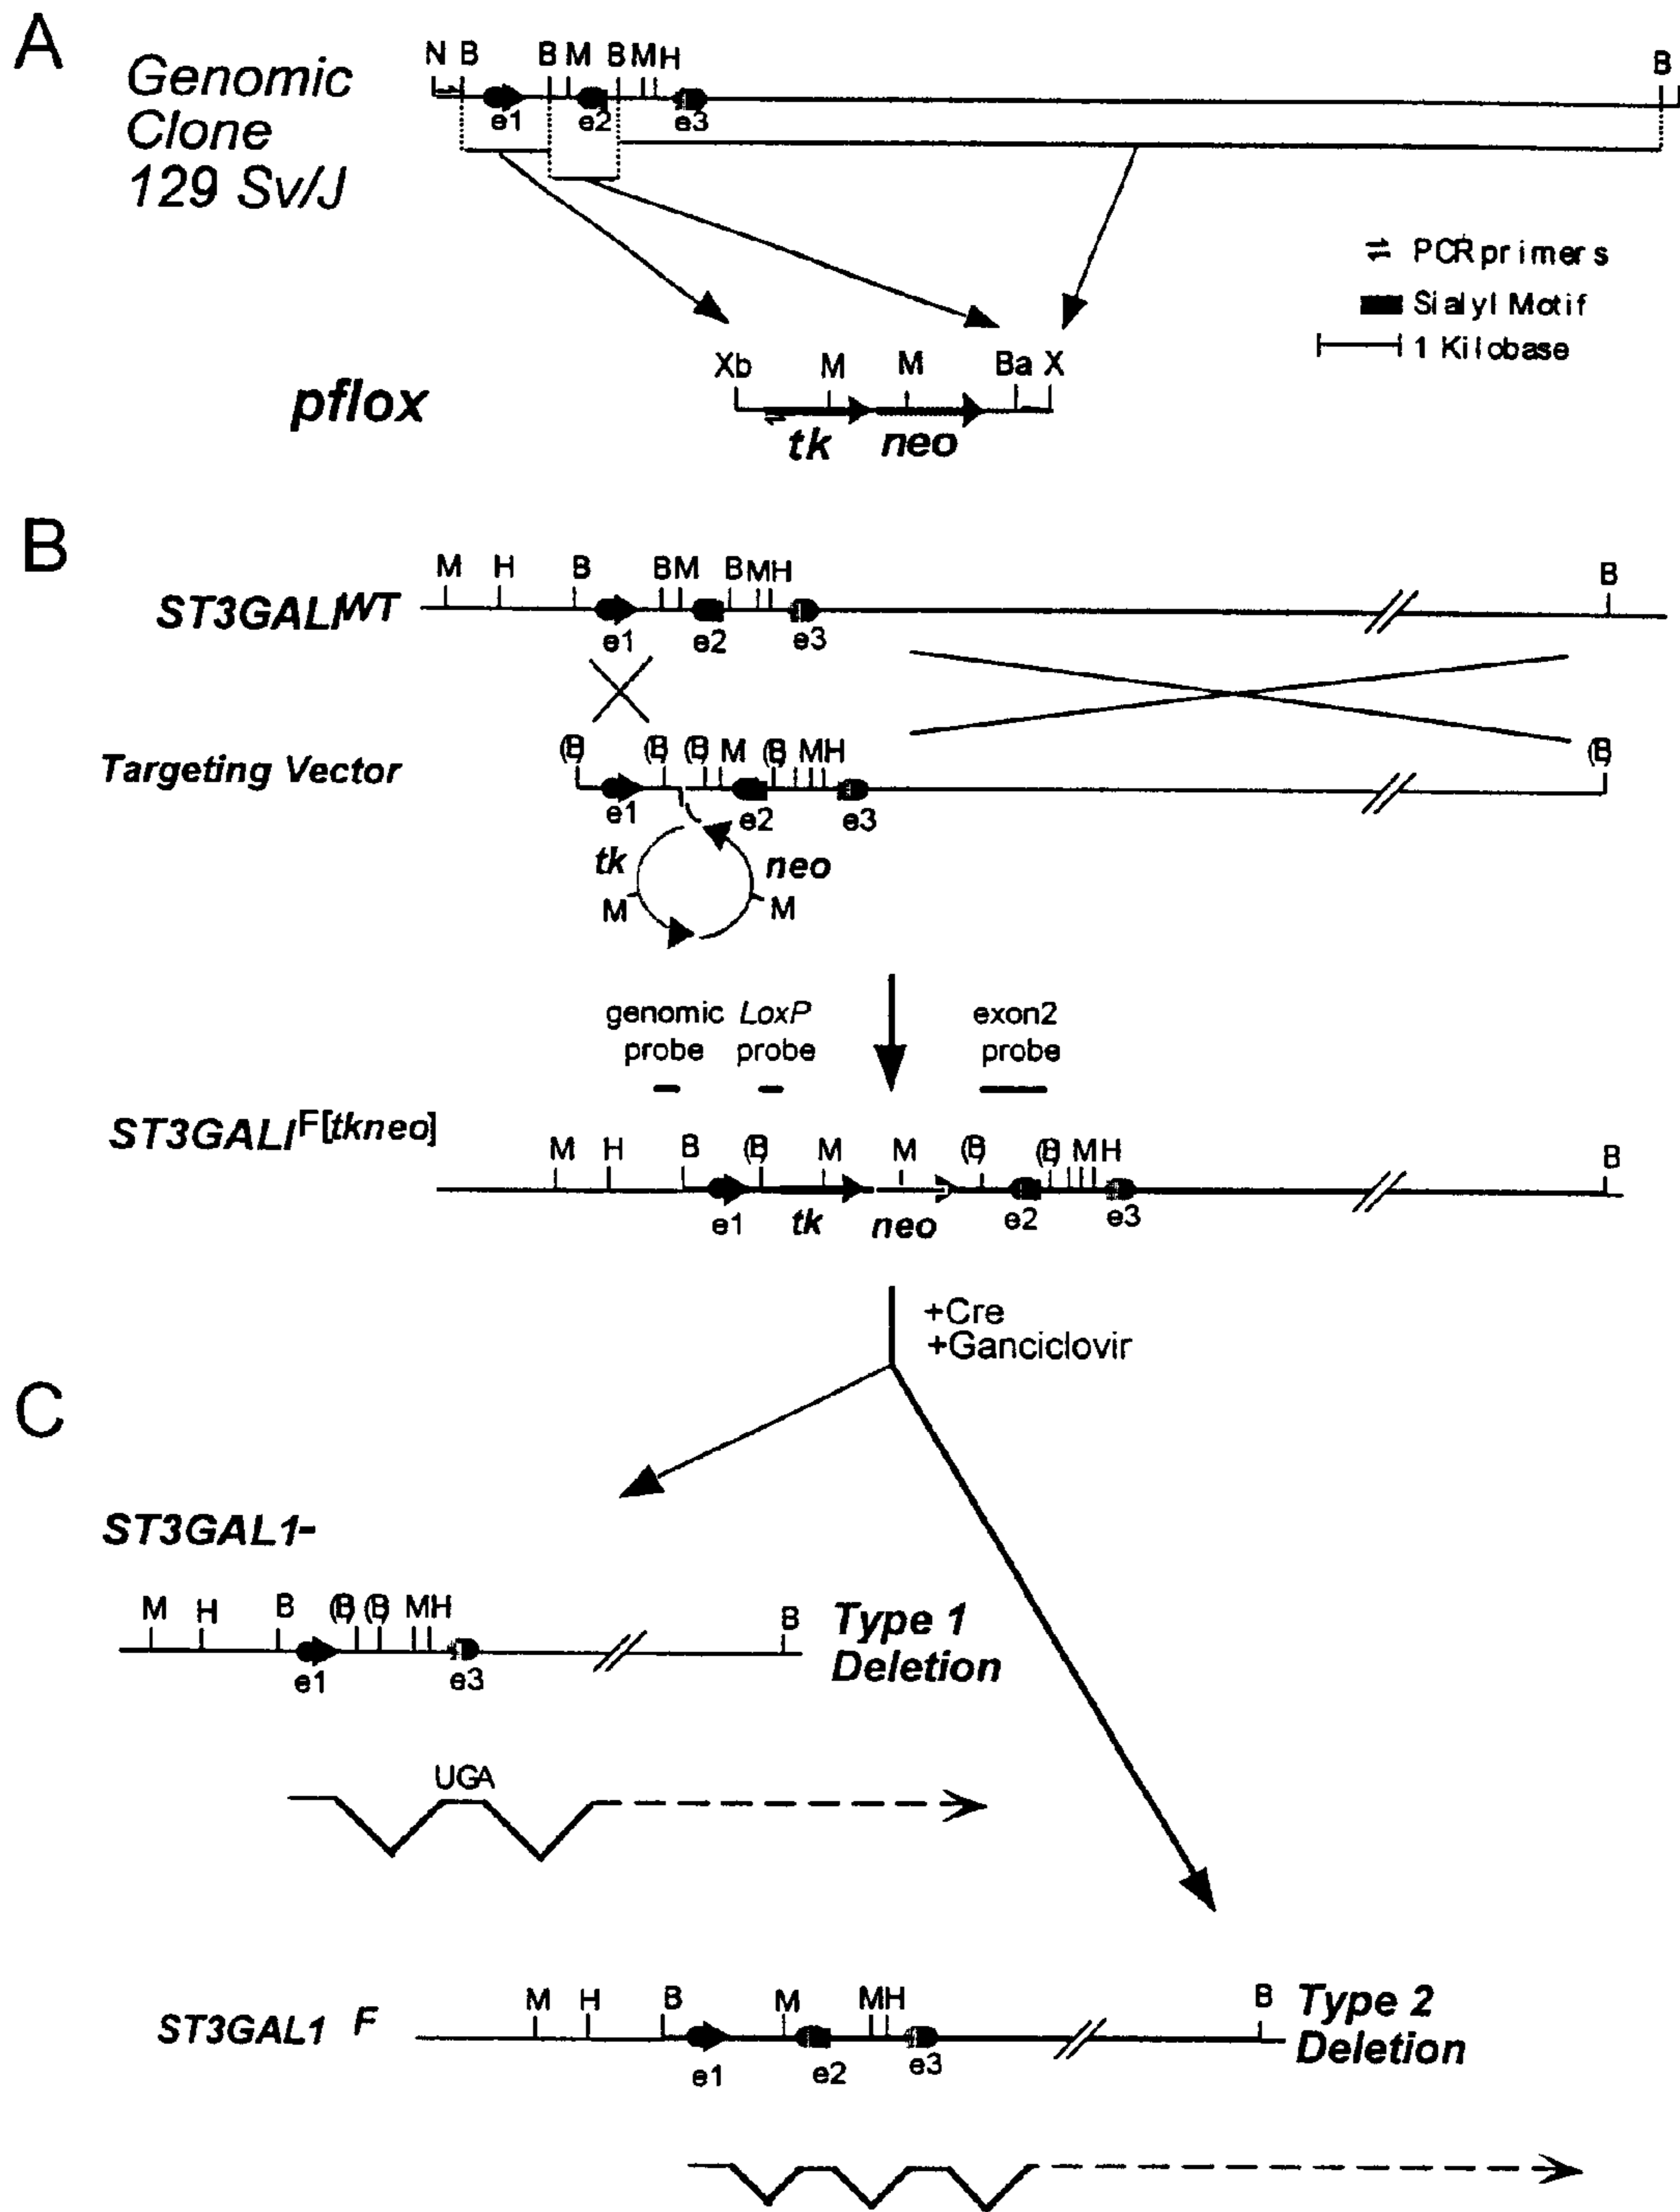 A
Genomic
Clone
129 Sv/J
N B B M B M H B
e1 e2 e3
PCR primers
Sialyl Motif
1 Kilobase
Xb M M Ba X
pflox
tk neo
B
M H B B M B M H B
ST3GALI WT
e1 e2 e3
(B) (B) (B) M (B) M H (B)
Targeting Vector
e1 e2 e3
tk neo
M M
genomic LoxP exon2
probe probe probe
ST3GALI F[tkneo]
M H B (B) M M (B) (B) M H B
e1 tk neo e2 e3
+Cre
+Ganciclovir
C
ST3GAL1-
M H B (B) (B) M H B
Type 1
Deletion
e1 e3
UGA
M H B M M H B
Type 2
Deletion
ST3GAL1 F
e1 e2 e3